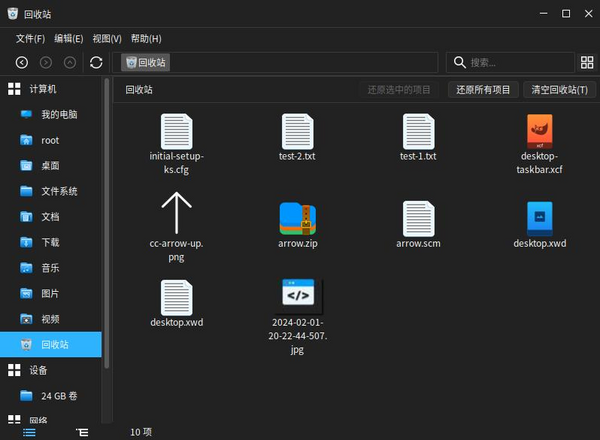 回收站
文件(F) 编辑(E) 视图(V) 帮助(H)
回收站 搜索...
计算机
我的电脑
root
桌面
文件系统
文档
下载
音乐
图片
视频
回收站
设备
24 GB 卷
网络
回收站 还原选中的项目 还原所有项目 清空回收站(T)
initial-setup-
ks.cfg
test-2.txt
test-1.txt
desktop-
taskbar.xcf
cc-arrow-up.
png
arrow.zip
arrow.scm
desktop.xwd
desktop.xwd
2024-02-01-
20-22-44-507.
jpg
10 项